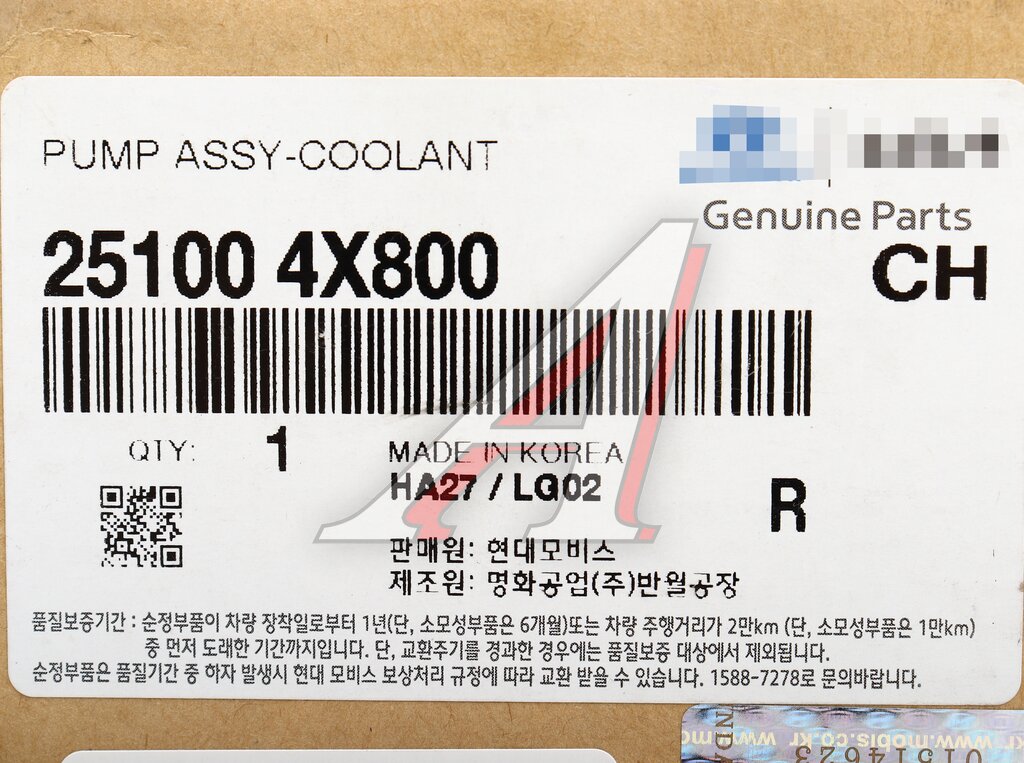 PUMP ASSY-COOLANT
Genuine Parts
25100 4X800
CH
QTY: 1
MADE IN KOREA
HA27 / LG02
R
판매원: 현대모비스
제조원: 명화공업(주)반월공장
품질보증기간 : 순정부품이 차량 장착일로부터 1년(단, 소모성부품은 6개월)또는 차량 주행거리가 2만km (단, 소모성부품은 1만km)
중 먼저 도래한 기간까지입니다. 단, 교환주기를 경과한 경우에는 품질보증 대상에서 제외됩니다.
순정부품은 품질기간 중 하자 발생시 현대 모비스 보상처리 규정에 따라 교환 받을 수 있습니다. 1588-7278로 문의바랍니다.
www.mobis.co.kr
01514623